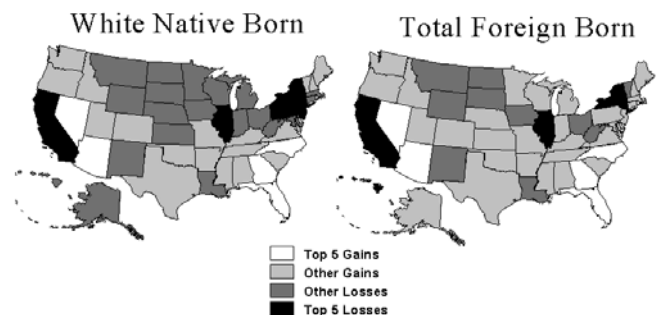 White Native Born
Total Foreign Born
Top 5 Gains
Other Gains
Other Losses
Top 5 Losses